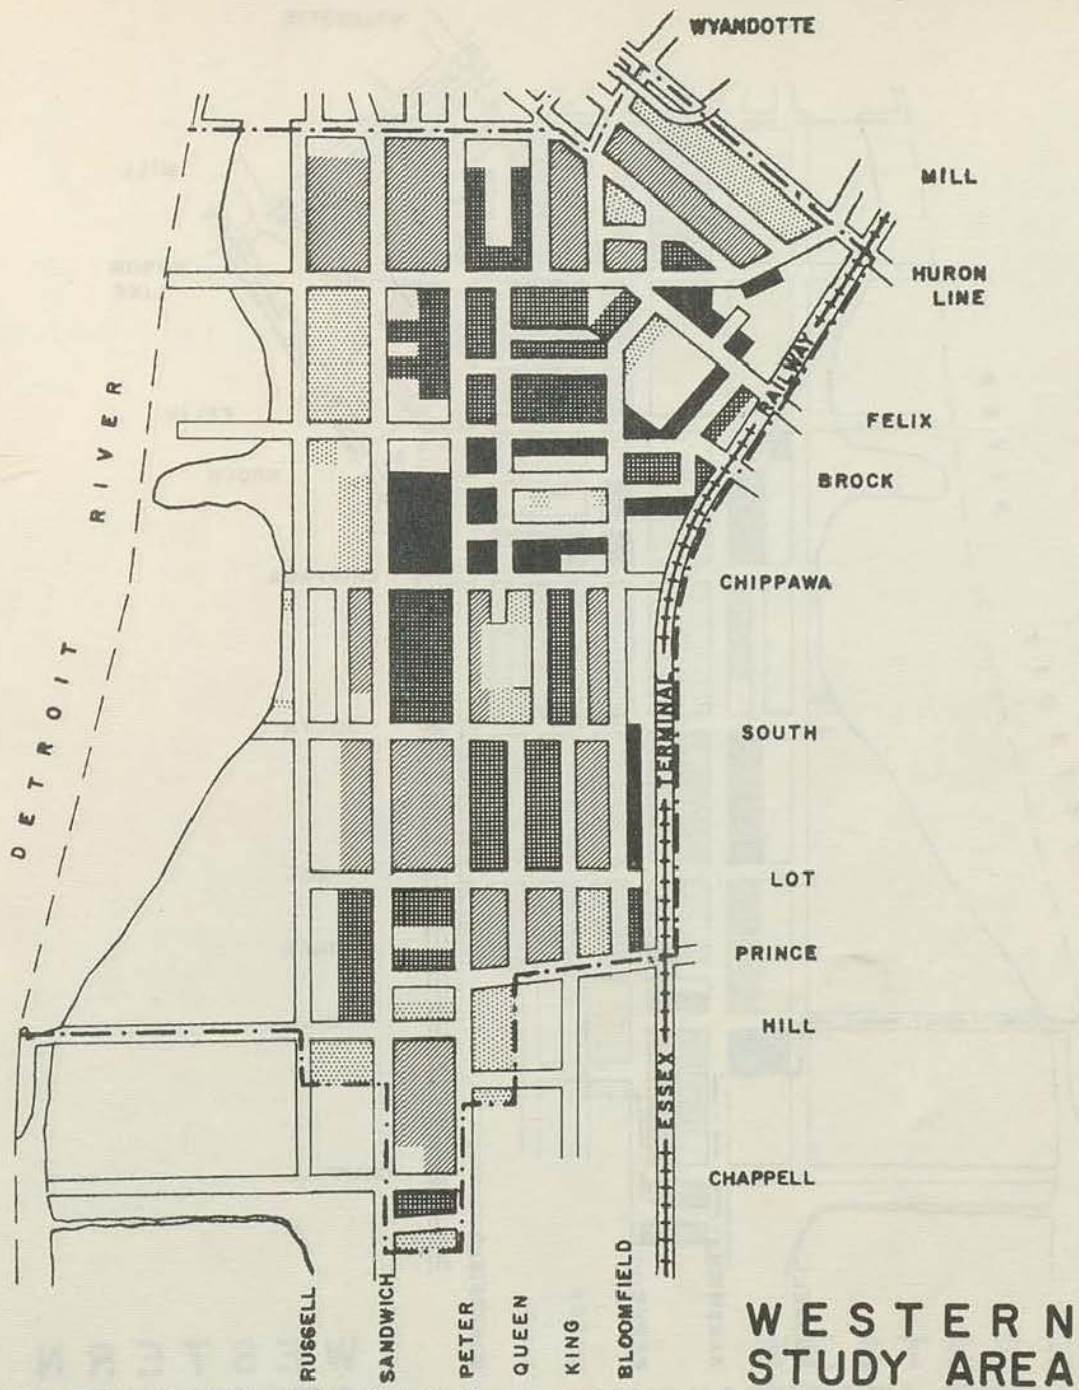 WYANDOTTE
MILL
HURON
LINE
FELIX
BROCK
CHIPPAWA
SOUTH
LOT
PRINCE
HILL
CHAPPELL
DETROIT RIVER
ESSEX TERMINAL RAILWAY
RUSSELL
SANDWICH
PETER
QUEEN
KING
BLOOMFIELD
WESTERN
STUDY AREA